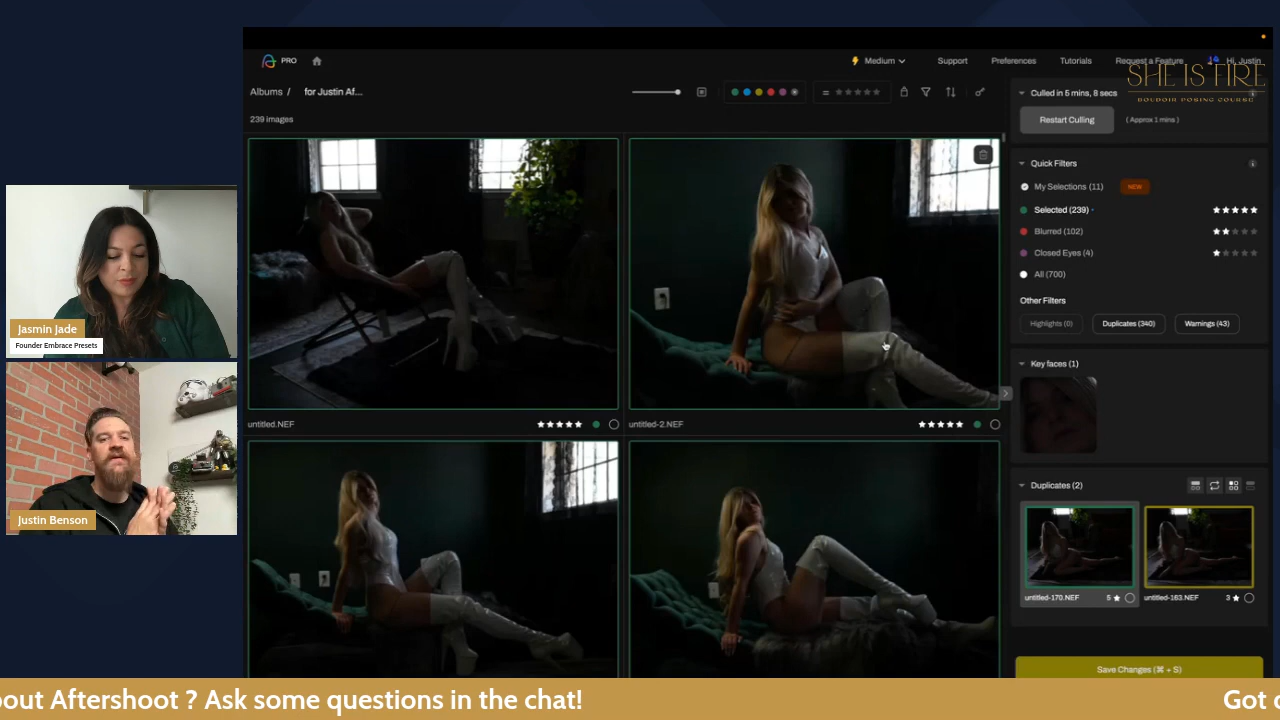 PRO
Medium
Support
Preferences
Tutorials
Request a Feature
Hi, Justin
SHE IS FIRE
BOUDOIR POSING COURSE
Albums /
for Justin Af...
239 images
Culled in 5 mins, 8 secs
Restart Culling
( Approx 1 mins )
Quick Filters
My Selections (11)
NEW
Selected (239)
Blurred (102)
Closed Eyes (4)
All (700)
Other Filters
Highlights (0)
Duplicates (340)
Warnings (43)
Key faces (1)
untitled.NEF
untitled-2.NEF
Duplicates (2)
untitled-170.NEF
5
untitled-163.NEF
3
Save Changes (⌘ + S)
Jasmin Jade
Founder Embrace Presets
Justin Benson
out Aftershoot ? Ask some questions in the chat!
Got